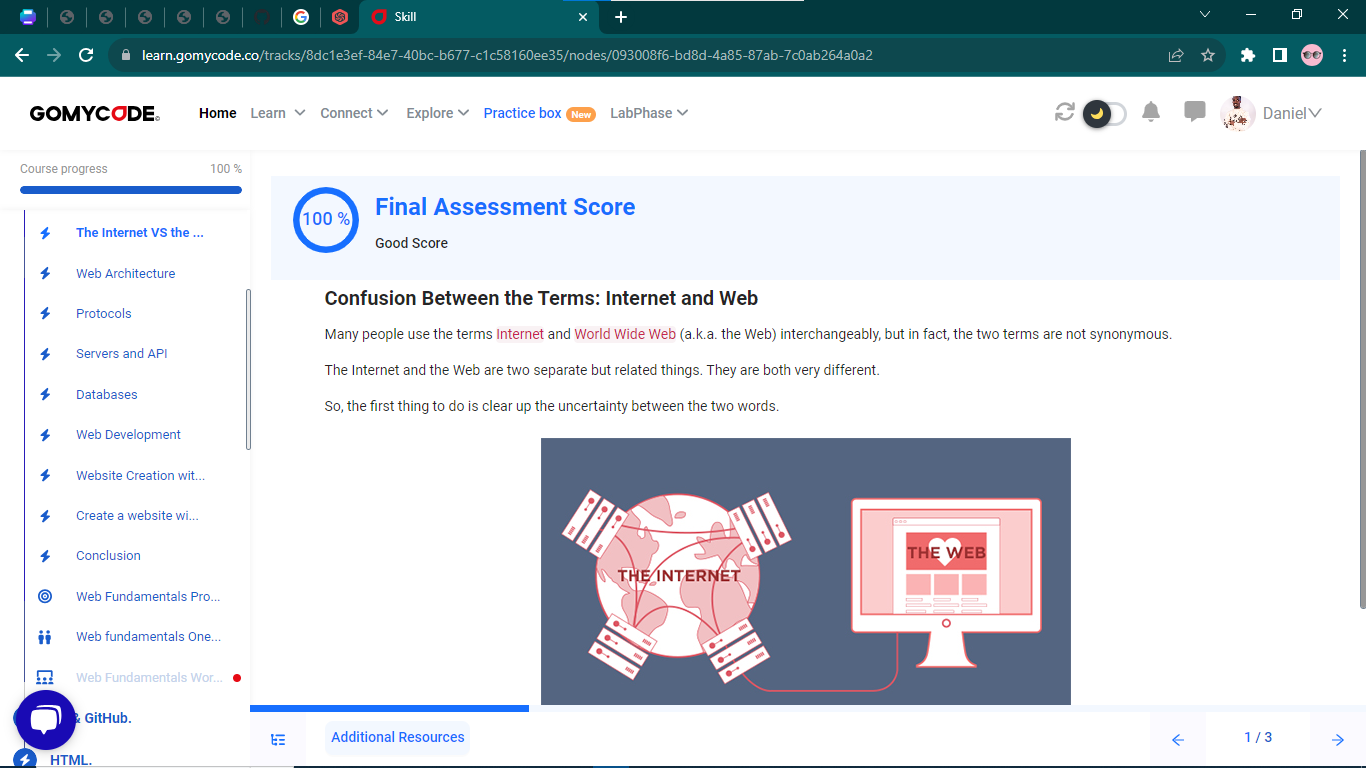 Skill
learn.gomycode.co/tracks/8dc1e3ef-84e7-40bc-b677-c1c58160ee35/nodes/093008f6-bd8d-4a85-87ab-7c0ab264a0a2
GOMYCODE
Home Learn Connect Explore Practice box New LabPhase Daniel
Course progress 100 %
The Internet VS the ...
Web Architecture
Protocols
Servers and API
Databases
Web Development
Website Creation wit...
Create a website wi...
Conclusion
Web Fundamentals Pro...
Web fundamentals One...
Web Fundamentals Wor...
& GitHub.
HTML.
100 %
Final Assessment Score
Good Score
Confusion Between the Terms: Internet and Web
Many people use the terms Internet and World Wide Web (a.k.a. the Web) interchangeably, but in fact, the two terms are not synonymous.
The Internet and the Web are two separate but related things. They are both very different.
So, the first thing to do is clear up the uncertainty between the two words.
THE INTERNET
THE WEB
Additional Resources
1 / 3